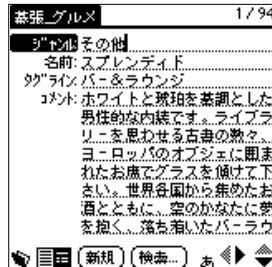 幕張_グルメ 1/94
ｼﾞｬﾝﾙ: その他
名前: スプレンディド
ﾀｸﾞﾗｲﾝ: バー＆ラウンジ
ｺﾒﾝﾄ: ホワイトと琥珀を基調とした
男性的な内装です。ライブラ
リーを思わせる古書の数々、
ヨーロッパのオブジェに囲ま
れたお席でグラスを傾けて下
さい。世界各国から集めたお
酒とともに、空のかなたに夢
を抱く、落ち着いたバーラウ
新規 検索... あ